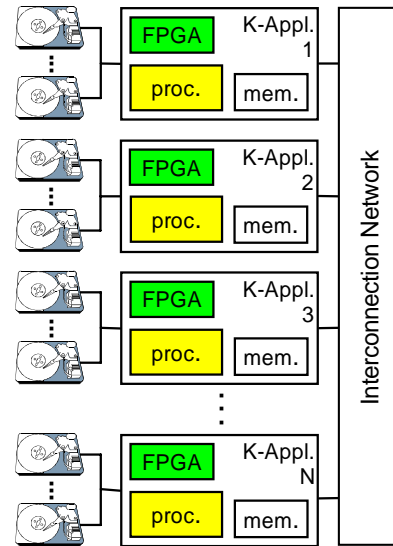 FPGA
K-Appl.
1
proc.
mem.
FPGA
K-Appl.
2
proc.
mem.
FPGA
K-Appl.
3
proc.
mem.
FPGA
K-Appl.
N
proc.
mem.
Interconnection Network